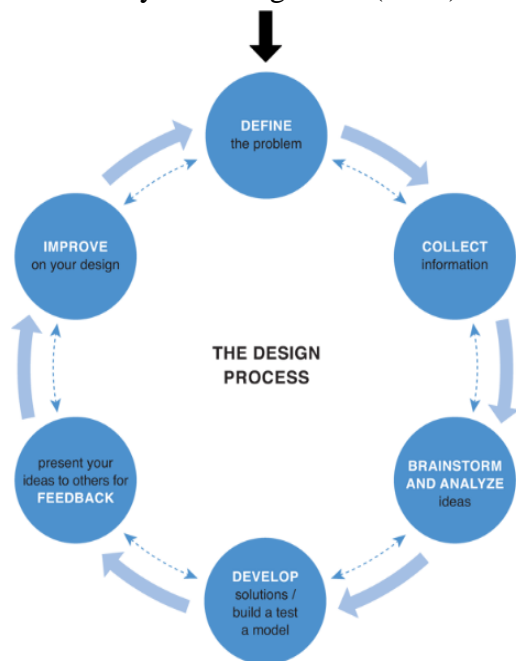 DEFINE
the problem
COLLECT
information
BRAINSTORM
AND ANALYZE
ideas
DEVELOP
solutions /
build a test
a model
present your
ideas to others for
FEEDBACK
IMPROVE
on your design
THE DESIGN
PROCESS